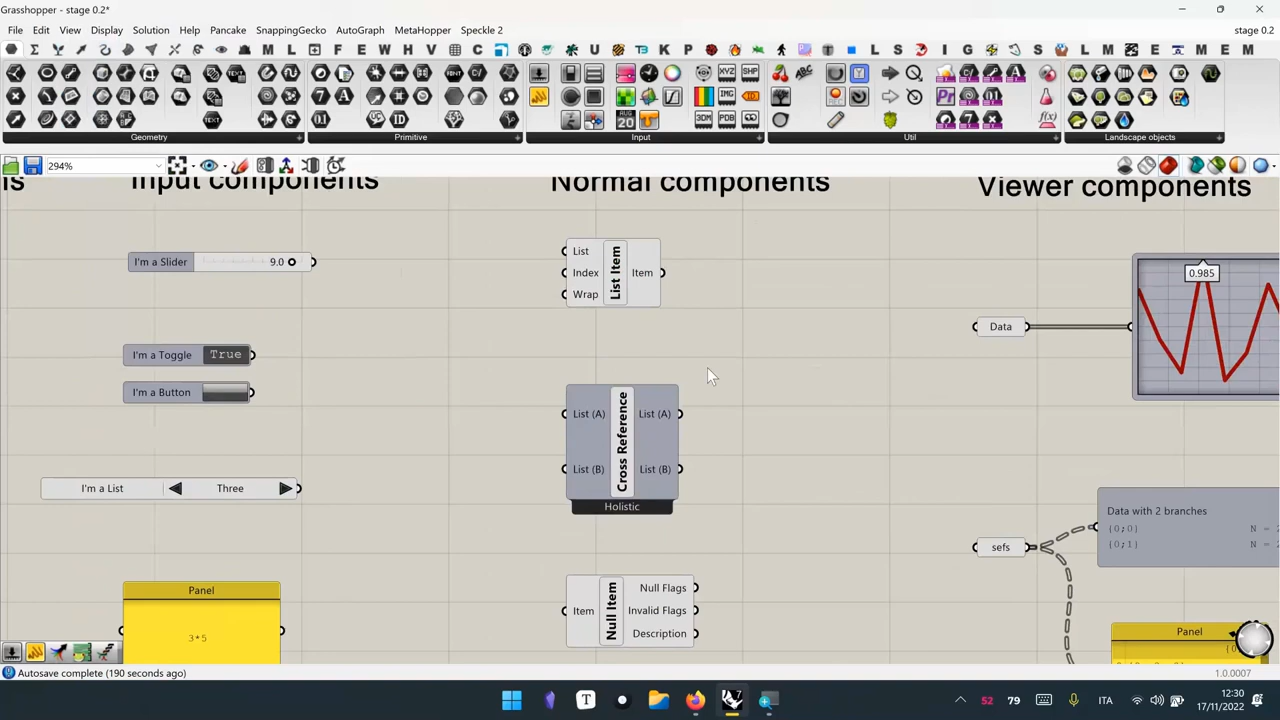 Grasshopper - stage 0.2*
File Edit View Display Solution Help Pancake SnappingGecko AutoGraph MetaHopper Speckle 2
stage 0.2
Geometry Primitive Input Util Landscape objects
294%
Input components
Normal components
Viewer components
I'm a Slider 9.0
List
Index
Wrap
List Item
Item
0.985
Data
I'm a Toggle True
I'm a Button
List (A)
List (B)
Cross Reference
List (A)
List (B)
Holistic
I'm a List Three
Data with 2 branches
{0;0} N =
{0;1} N =
sefs
Panel
3*5
Item
Null Item
Null Flags
Invalid Flags
Description
Panel
Autosave complete (190 seconds ago)
1.0.0007
52 79 ITA
12:30
17/11/2022